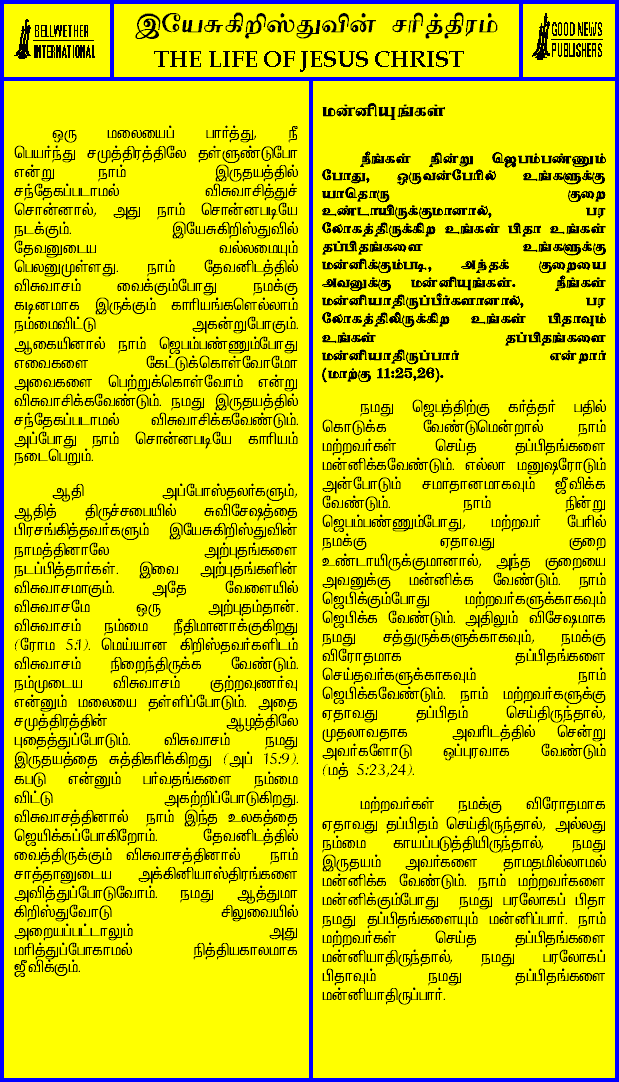 BELLWETHER
INTERNATIONAL
இயேசுகிறிஸ்துவின் சரித்திரம்
THE LIFE OF JESUS CHRIST
GOOD NEWS
PUBLISHERS
ஒரு மலையைப் பார்த்து, நீ
பெயர்ந்து சமுத்திரத்திலே தள்ளுண்டுபோ
என்று நாம் இருதயத்தில்
சந்தேகப்படாமல் விசுவாசித்துச்
சொன்னால், அது நாம் சொன்னபடியே
நடக்கும். இயேசுகிறிஸ்துவில்
தேவனுடைய வல்லமையும்
பெலனுமுள்ளது. நாம் தேவனிடத்தில்
விசுவாசம் வைக்கும்போது நமக்கு
கடினமாக இருக்கும் காரியங்களெல்லாம்
நம்மைவிட்டு அகன்றுபோகும்.
ஆகையினால் நாம் ஜெபம்பண்ணும்போது
எவைகளை கேட்டுக்கொள்வோமோ
அவைகளை பெற்றுக்கொள்வோம் என்று
விசுவாசிக்கவேண்டும். நமது இருதயத்தில்
சந்தேகப்படாமல் விசுவாசிக்கவேண்டும்.
அப்போது நாம் சொன்னபடியே காரியம்
நடைபெறும்.
ஆதி அப்போஸ்தலர்களும்,
ஆதித் திருச்சபையில் சுவிசேஷத்தை
பிரசங்கித்தவர்களும் இயேசுகிறிஸ்துவின்
நாமத்தினாலே அற்புதங்களை
நடப்பித்தார்கள். இவை அற்புதங்களின்
விசுவாசமாகும். அதே வேளையில்
விசுவாசமே ஒரு அற்புதம்தான்.
விசுவாசம் நம்மை நீதிமானாக்குகிறது
(ரோம 5:1). மெய்யான கிறிஸ்தவர்களிடம்
விசுவாசம் நிறைந்திருக்க வேண்டும்.
நம்முடைய விசுவாசம் குற்றவுணர்வு
என்னும் மலையை தள்ளிப்போடும். அதை
சமுத்திரத்தின் ஆழத்திலே
புதைத்துப்போடும். விசுவாசம் நமது
இருதயத்தை சுத்திகரிக்கிறது (அப் 15:9).
கபடு என்னும் பர்வதங்களை நம்மை
விட்டு அகற்றிப்போடுகிறது.
விசுவாசத்தினால் நாம் இந்த உலகத்தை
ஜெயிக்கப்போகிறோம். தேவனிடத்தில்
வைத்திருக்கும் விசுவாசத்தினால் நாம்
சாத்தானுடைய அக்கினியாஸ்திரங்களை
அவித்துப்போடுவோம். நமது ஆத்துமா
கிறிஸ்துவோடு சிலுவையில்
அறையப்பட்டாலும் அது
மரித்துப்போகாமல் நித்தியகாலமாக
ஜீவிக்கும்.
மன்னியுங்கள்
நீங்கள் நின்று ஜெபம்பண்ணும்
போது, ஒருவன்பேரில் உங்களுக்கு
யாதொரு குறை
உண்டாயிருக்குமானால், பர
லோகத்திருக்கிற உங்கள் பிதா உங்கள்
தப்பிதங்களை உங்களுக்கு
மன்னிக்கும்படி, அந்தக் குறையை
அவனுக்கு மன்னியுங்கள். நீங்கள்
மன்னியாதிருப்பீர்களானால், பர
லோகத்திலிருக்கிற உங்கள் பிதாவும்
உங்கள் தப்பிதங்களை
மன்னியாதிருப்பார் என்றார்
(மாற்கு 11:25,26).
நமது ஜெபத்திற்கு கர்த்தர் பதில்
கொடுக்க வேண்டுமென்றால் நாம்
மற்றவர்கள் செய்த தப்பிதங்களை
மன்னிக்கவேண்டும். எல்லா மனுஷரோடும்
அன்போடும் சமாதானமாகவும் ஜீவிக்க
வேண்டும். நாம் நின்று
ஜெபம்பண்ணும்போது, மற்றவர் பேரில்
நமக்கு ஏதாவது குறை
உண்டாயிருக்குமானால், அந்த குறையை
அவனுக்கு மன்னிக்க வேண்டும். நாம்
ஜெபிக்கும்போது மற்றவர்களுக்காகவும்
ஜெபிக்க வேண்டும். அதிலும் விசேஷமாக
நமது சத்துருக்களுக்காகவும், நமக்கு
விரோதமாக தப்பிதங்களை
செய்தவர்களுக்காகவும் நாம்
ஜெபிக்கவேண்டும். நாம் மற்றவர்களுக்கு
ஏதாவது தப்பிதம் செய்திருந்தால்,
முதலாவதாக அவரிடத்தில் சென்று
அவர்களோடு ஒப்புரவாக வேண்டும்
(மத் 5:23,24).
மற்றவர்கள் நமக்கு விரோதமாக
ஏதாவது தப்பிதம் செய்திருந்தால், அல்லது
நம்மை காயப்படுத்தியிருந்தால், நமது
இருதயம் அவர்களை தாமதமில்லாமல்
மன்னிக்க வேண்டும். நாம் மற்றவர்களை
மன்னிக்கும்போது நமது பரலோகப் பிதா
நமது தப்பிதங்களையும் மன்னிப்பார். நாம்
மற்றவர்கள் செய்த தப்பிதங்களை
மன்னியாதிருந்தால், நமது பரலோகப்
பிதாவும் நமது தப்பிதங்களை
மன்னியாதிருப்பார்.